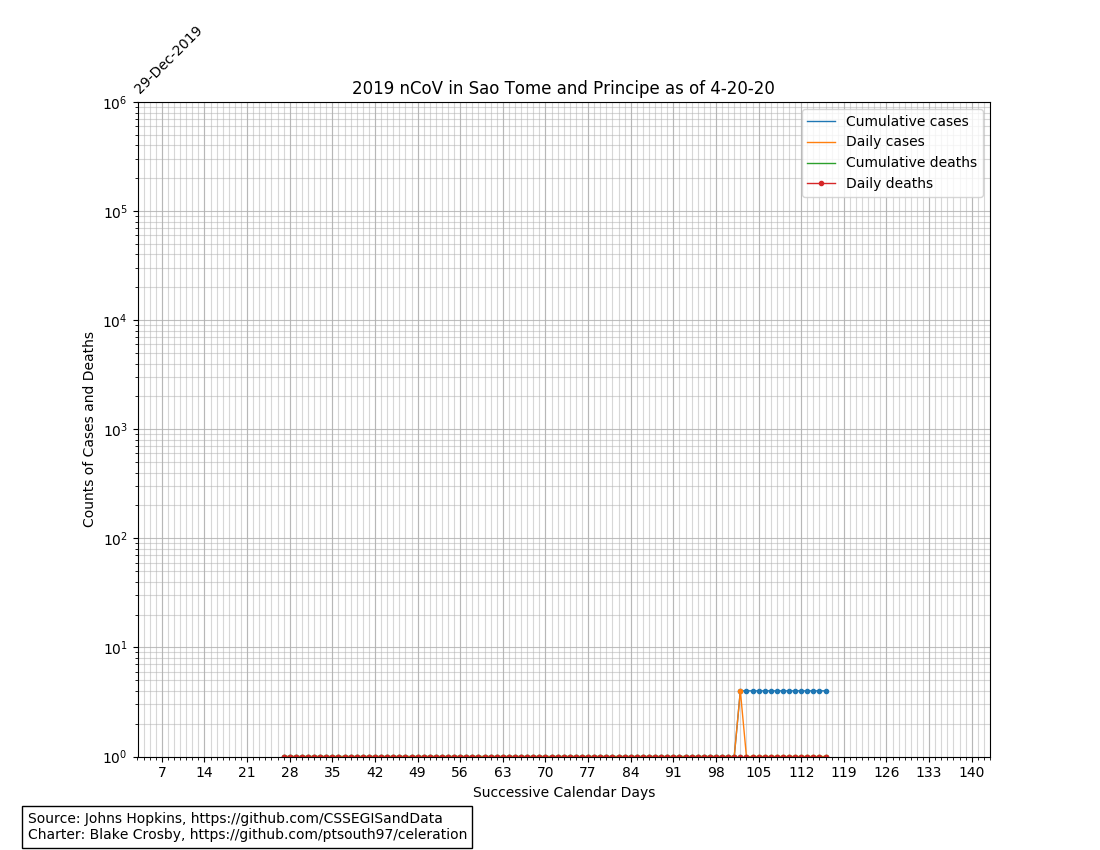 29-Dec-2019
2019 nCoV in Sao Tome and Principe as of 4-20-20
Counts of Cases and Deaths
10^6
10^5
10^4
10^3
10^2
10^1
10^0
Cumulative cases
Daily cases
Cumulative deaths
Daily deaths
7 14 21 28 35 42 49 56 63 70 77 84 91 98 105 112 119 126 133 140
Successive Calendar Days
Source: Johns Hopkins, https://github.com/CSSEGISandData
Charter: Blake Crosby, https://github.com/ptsouth97/celeration